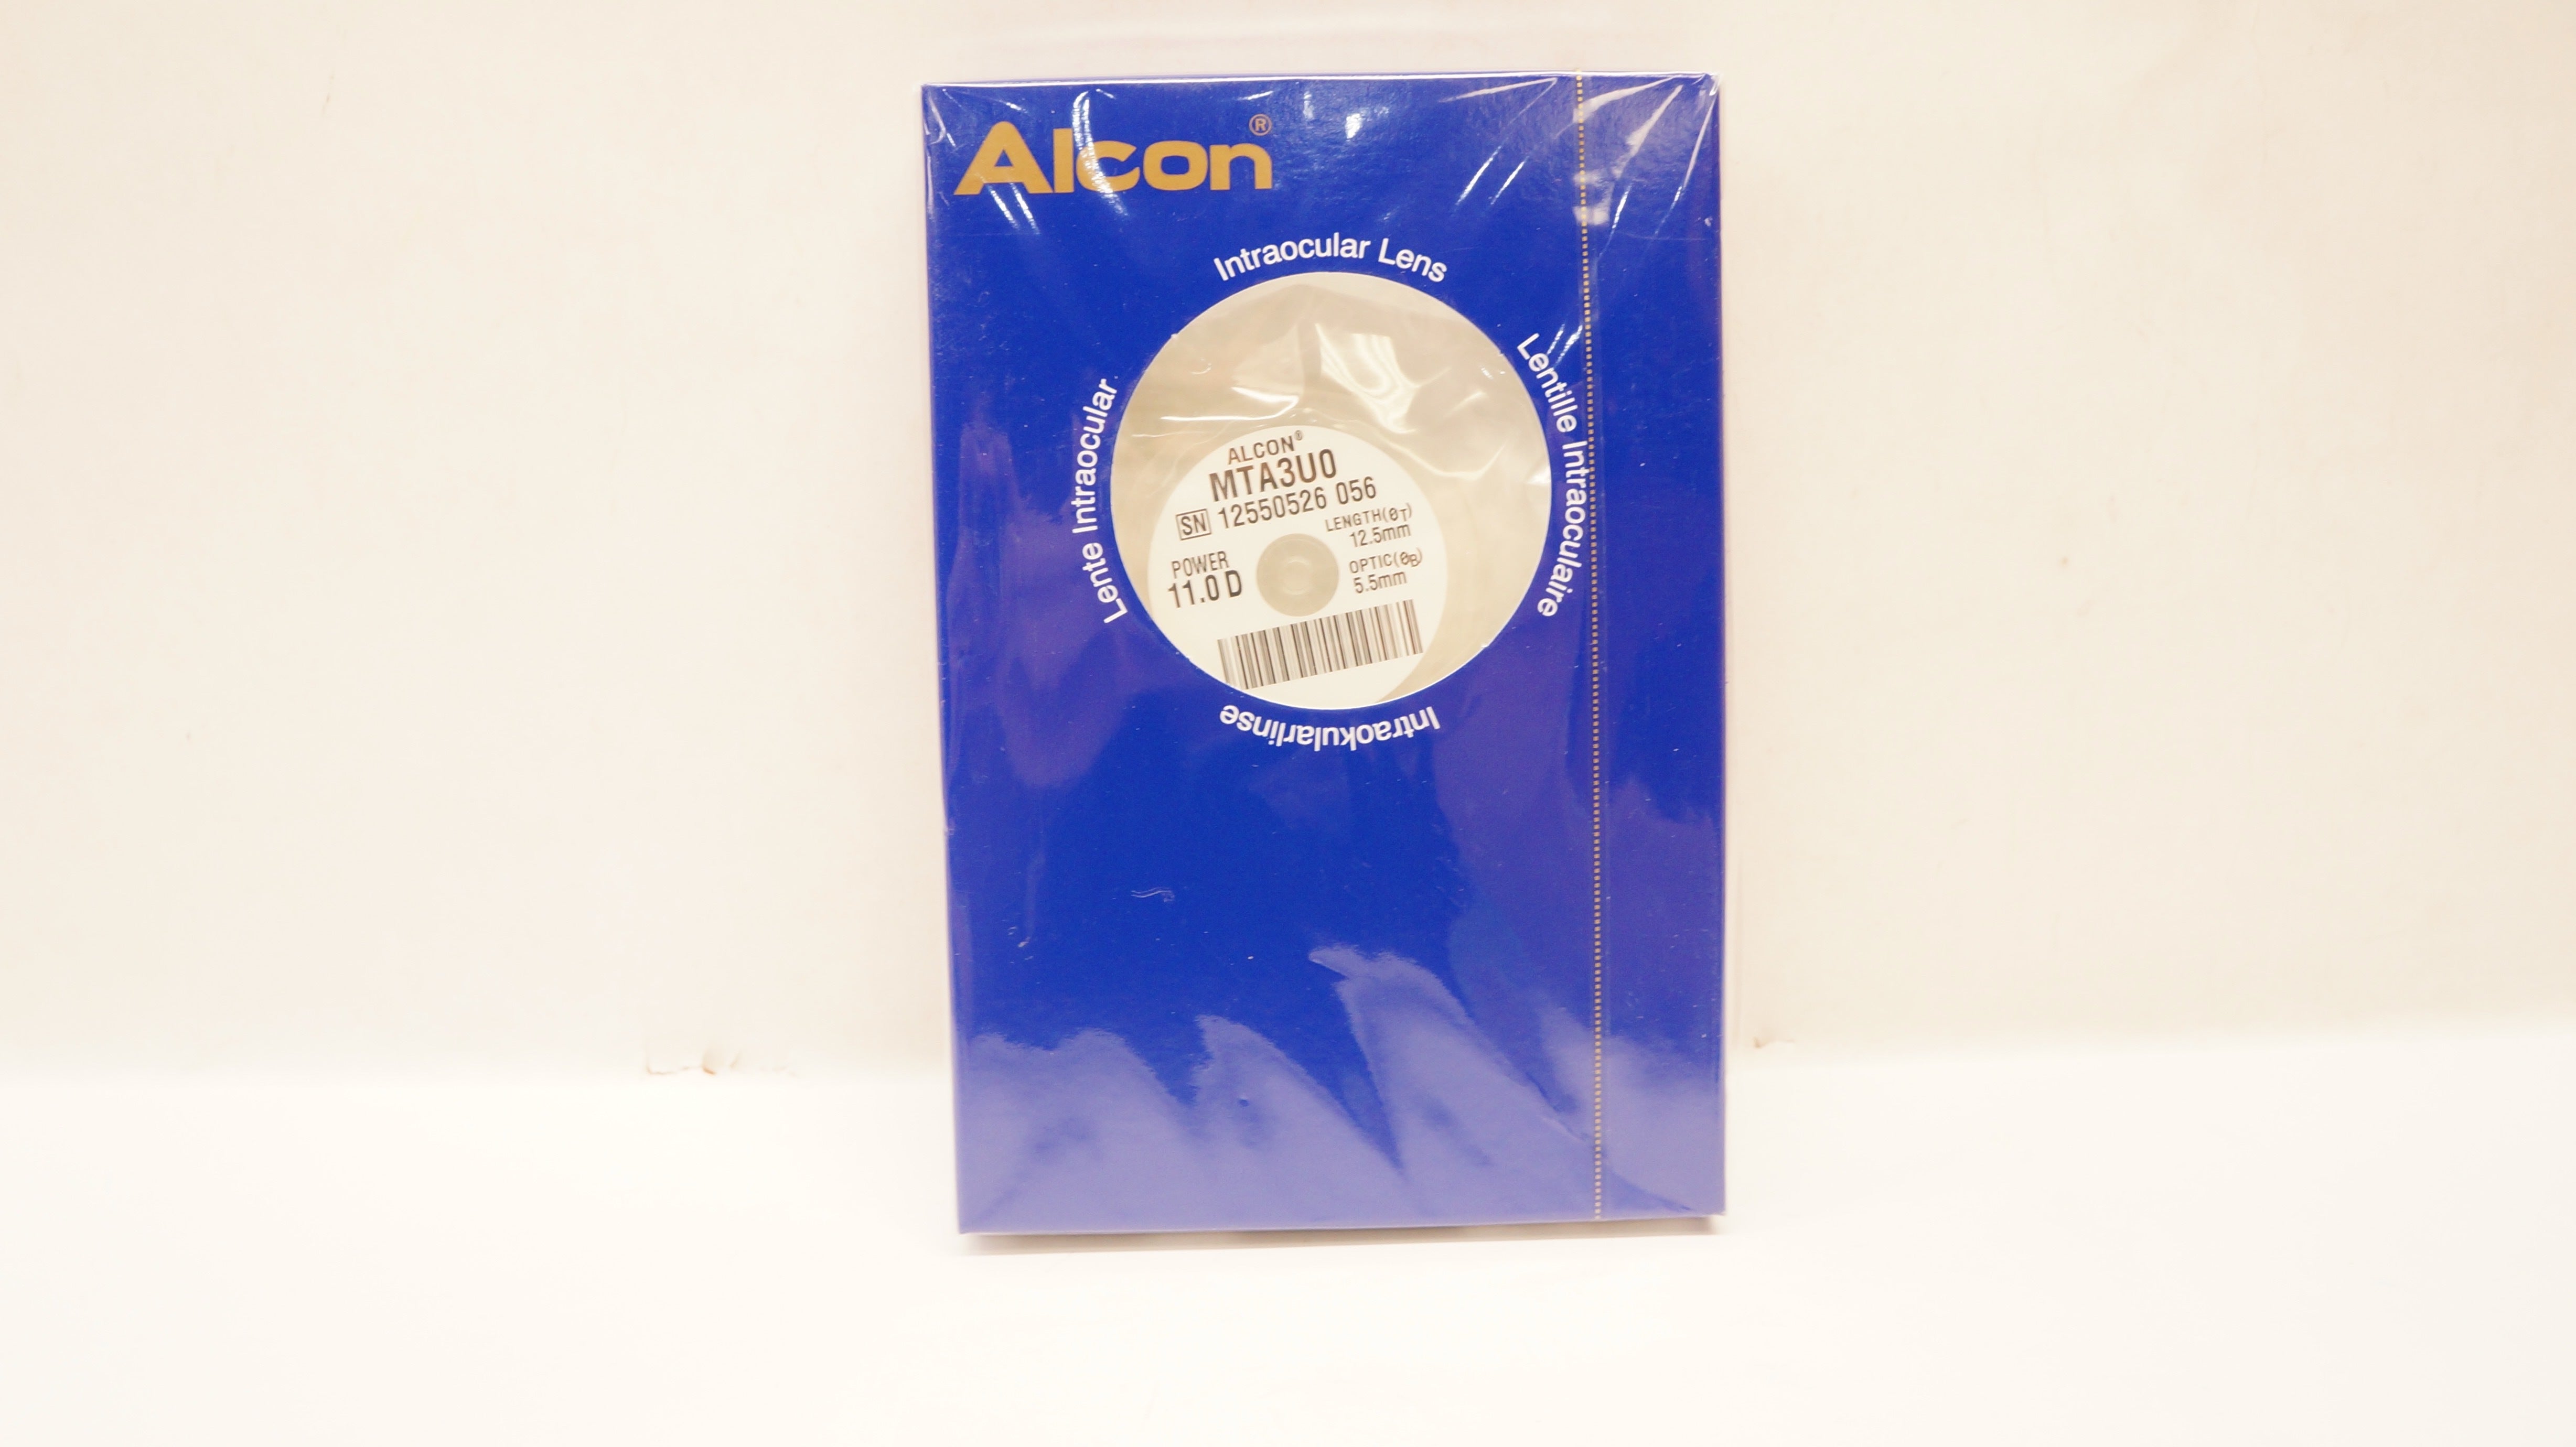 Alcon®
Intraocular Lens
Lentille Intraoculaire
Lente Intraocular
ALCON®
MTA3U0
SN 12550526 056
LENGTH(ØT)
12.5mm
POWER
11.0 D
OPTIC(ØB)
5.5mm
Intraokularlinse